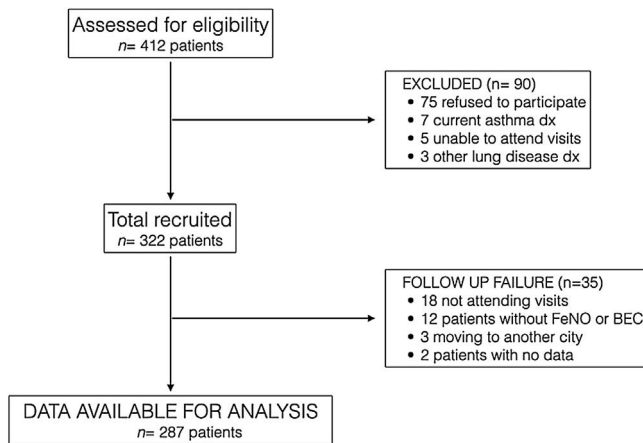 Assessed for eligibility
n= 412 patients
EXCLUDED (n= 90)
• 75 refused to participate
• 7 current asthma dx
• 5 unable to attend visits
• 3 other lung disease dx
Total recruited
n= 322 patients
FOLLOW UP FAILURE (n=35)
• 18 not attending visits
• 12 patients without FeNO or BEC
• 3 moving to another city
• 2 patients with no data
DATA AVAILABLE FOR ANALYSIS
n= 287 patients